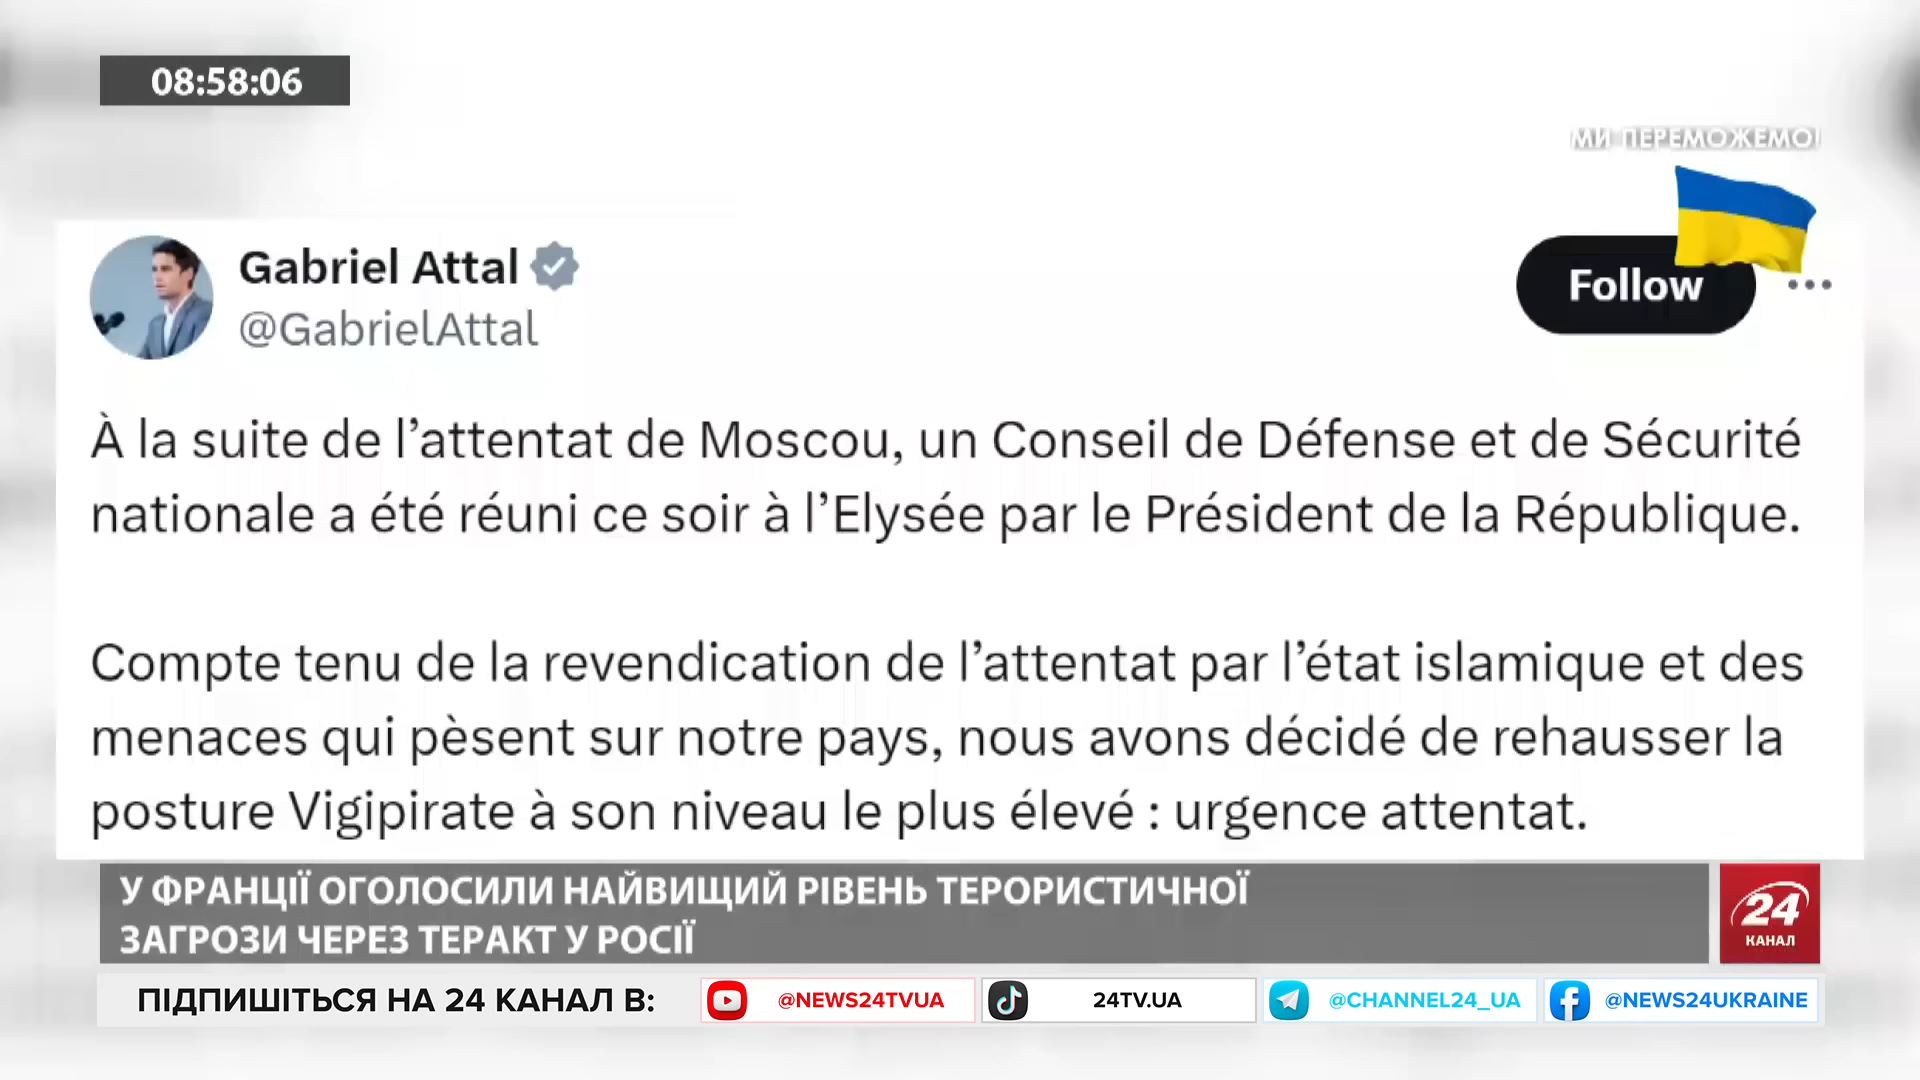 08:58:06
МИ ПЕРЕМОЖЕМО!
Gabriel Attal
@GabrielAttal
Follow
À la suite de l’attentat de Moscou, un Conseil de Défense et de Sécurité
nationale a été réuni ce soir à l’Elysée par le Président de la République.
Compte tenu de la revendication de l’attentat par l’état islamique et des
menaces qui pèsent sur notre pays, nous avons décidé de rehausser la
posture Vigipirate à son niveau le plus élevé : urgence attentat.
У ФРАНЦІЇ ОГОЛОСИЛИ НАЙВИЩИЙ РІВЕНЬ ТЕРОРИСТИЧНОЇ
ЗАГРОЗИ ЧЕРЕЗ ТЕРАКТ У РОСІЇ
24
КАНАЛ
ПІДПИШІТЬСЯ НА 24 КАНАЛ В: @NEWS24TVUA 24TV.UA @CHANNEL24_UA @NEWS24UKRAINE